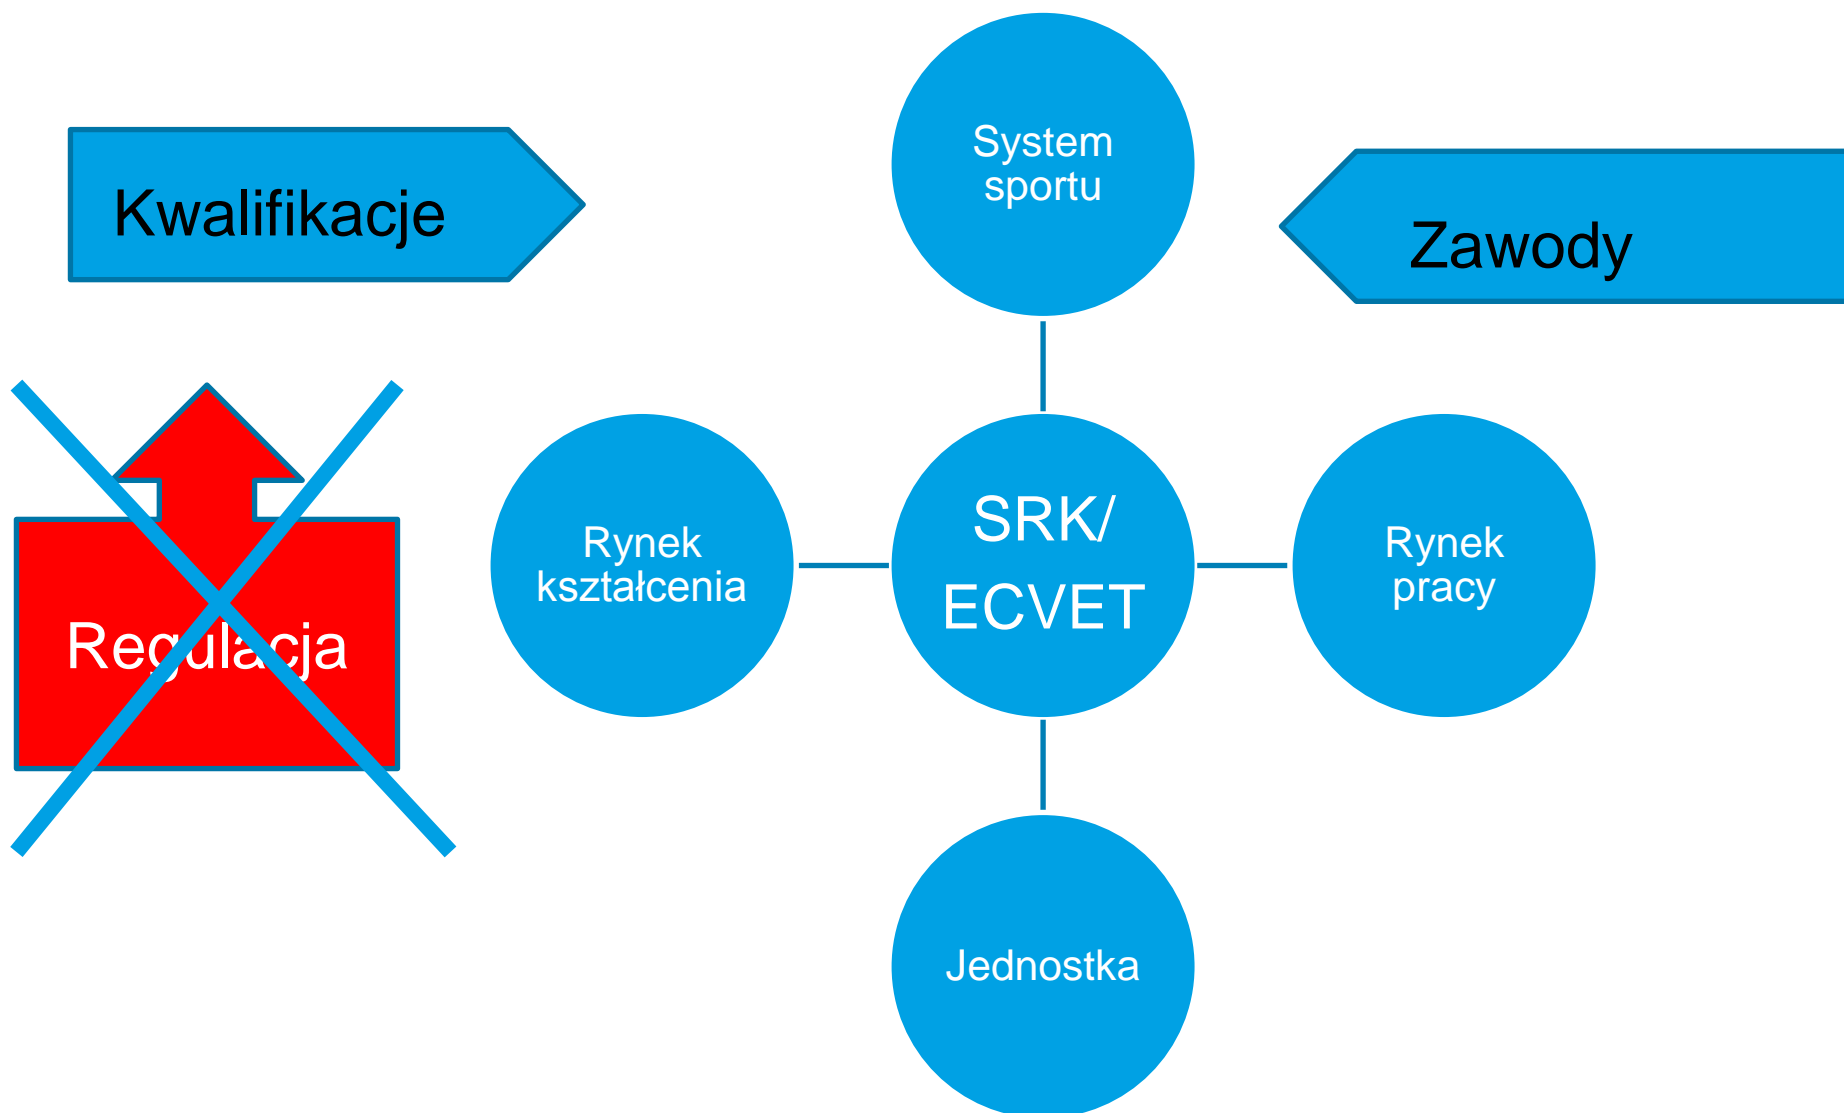 System
sportu
Kwalifikacje
Zawody
Rynek
kształcenia
SRK/
ECVET
Rynek
pracy
Regulacja
Jednostka